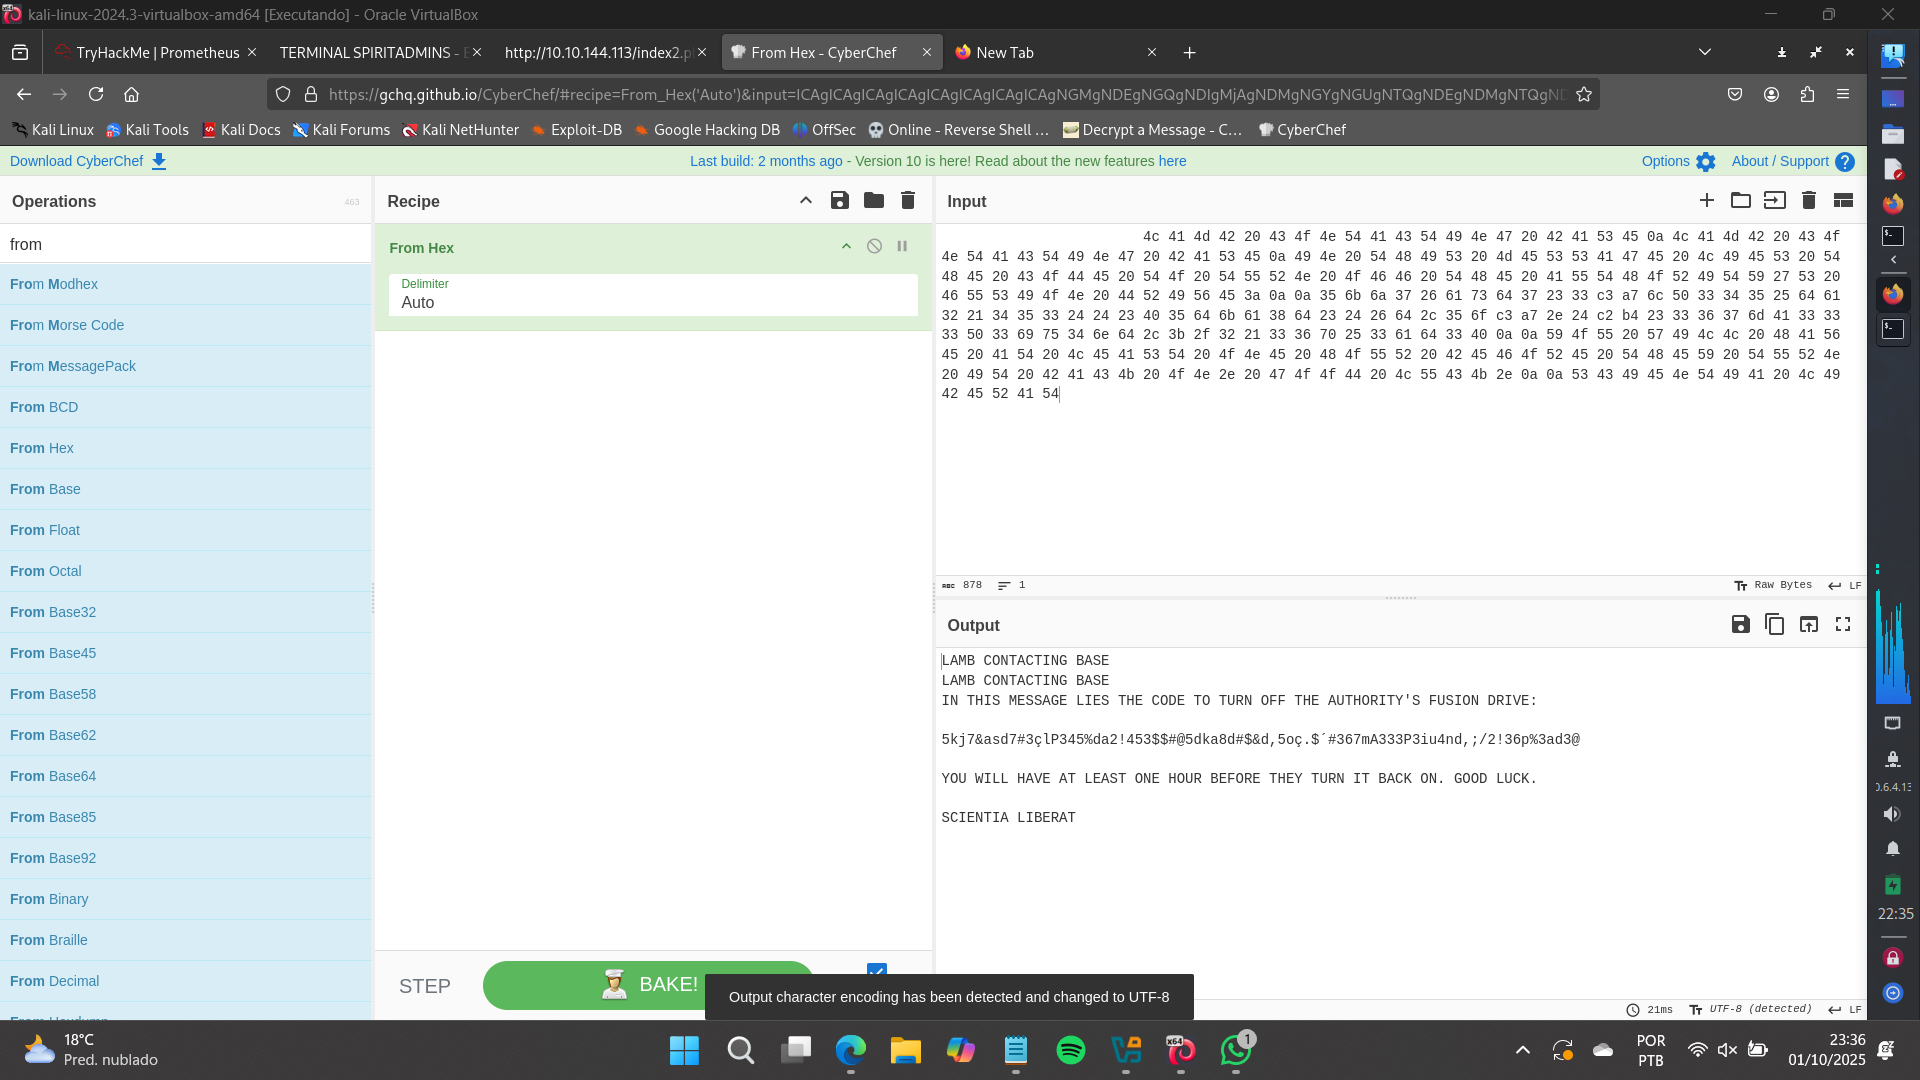 kali-linux-2024.3-virtualbox-amd64 [Executando] - Oracle VirtualBox
TryHackMe | Prometheus
TERMINAL SPIRITADMINS - E
http://10.10.144.113/index2.p
From Hex - CyberChef
New Tab
https://gchq.github.io/CyberChef/#recipe=From_Hex('Auto')&input=ICAgICAgICAgICAgICAgICAgICAgICAgNGMgNDEgNGQgNDIgMjAgNDMgNGYgNGUgNTQgNDEgNDMgNTQgND
Kali Linux
Kali Tools
Kali Docs
Kali Forums
Kali NetHunter
Exploit-DB
Google Hacking DB
OffSec
Online - Reverse Shell ...
Decrypt a Message - C...
CyberChef
Download CyberChef
Last build: 2 months ago - Version 10 is here! Read about the new features here
Options
About / Support
Operations
463
from
From Modhex
From Morse Code
From MessagePack
From BCD
From Hex
From Base
From Float
From Octal
From Base32
From Base45
From Base58
From Base62
From Base64
From Base85
From Base92
From Binary
From Braille
From Decimal
Recipe
From Hex
Delimiter
Auto
STEP
BAKE!
Input
4c 41 4d 42 20 43 4f 4e 54 41 43 54 49 4e 47 20 42 41 53 45 0a 4c 41 4d 42 20 43 4f
4e 54 41 43 54 49 4e 47 20 42 41 53 45 0a 49 4e 20 54 48 49 53 20 4d 45 53 53 41 47 45 20 4c 49 45 53 20 54
48 45 20 43 4f 44 45 20 54 4f 20 54 55 52 4e 20 4f 46 46 20 54 48 45 20 41 55 54 48 4f 52 49 54 59 27 53 20
46 55 53 49 4f 4e 20 44 52 49 56 45 3a 0a 0a 35 6b 6a 37 26 61 73 64 37 23 33 c3 a7 6c 50 33 34 35 25 64 61
32 21 34 35 33 24 24 23 40 35 64 6b 61 38 64 23 24 26 64 2c 35 6f c3 a7 2e 24 c2 b4 23 33 36 37 6d 41 33 33
33 50 33 69 75 34 6e 64 2c 3b 2f 32 21 33 36 70 25 33 61 64 33 40 0a 0a 59 4f 55 20 57 49 4c 4c 20 48 41 56
45 20 41 54 20 4c 45 41 53 54 20 4f 4e 45 20 48 4f 55 52 20 42 45 46 4f 52 45 20 54 48 45 59 20 54 55 52 4e
20 49 54 20 42 41 43 4b 20 4f 4e 2e 20 47 4f 4f 44 20 4c 55 43 4b 2e 0a 0a 53 43 49 45 4e 54 49 41 20 4c 49
42 45 52 41 54
878
1
Raw Bytes
LF
Output
LAMB CONTACTING BASE
LAMB CONTACTING BASE
IN THIS MESSAGE LIES THE CODE TO TURN OFF THE AUTHORITY'S FUSION DRIVE:
5kj7&asd7#3çlP345%da2!453$$#@5dka8d#$&d,5oç.$´#367mA333P3iu4nd,;/2!36p%3ad3@
YOU WILL HAVE AT LEAST ONE HOUR BEFORE THEY TURN IT BACK ON. GOOD LUCK.
SCIENTIA LIBERAT
Output character encoding has been detected and changed to UTF-8
21ms
UTF-8 (detected)
LF
22:35
18°C
Pred. nublado
1
POR
PTB
23:36
01/10/2025